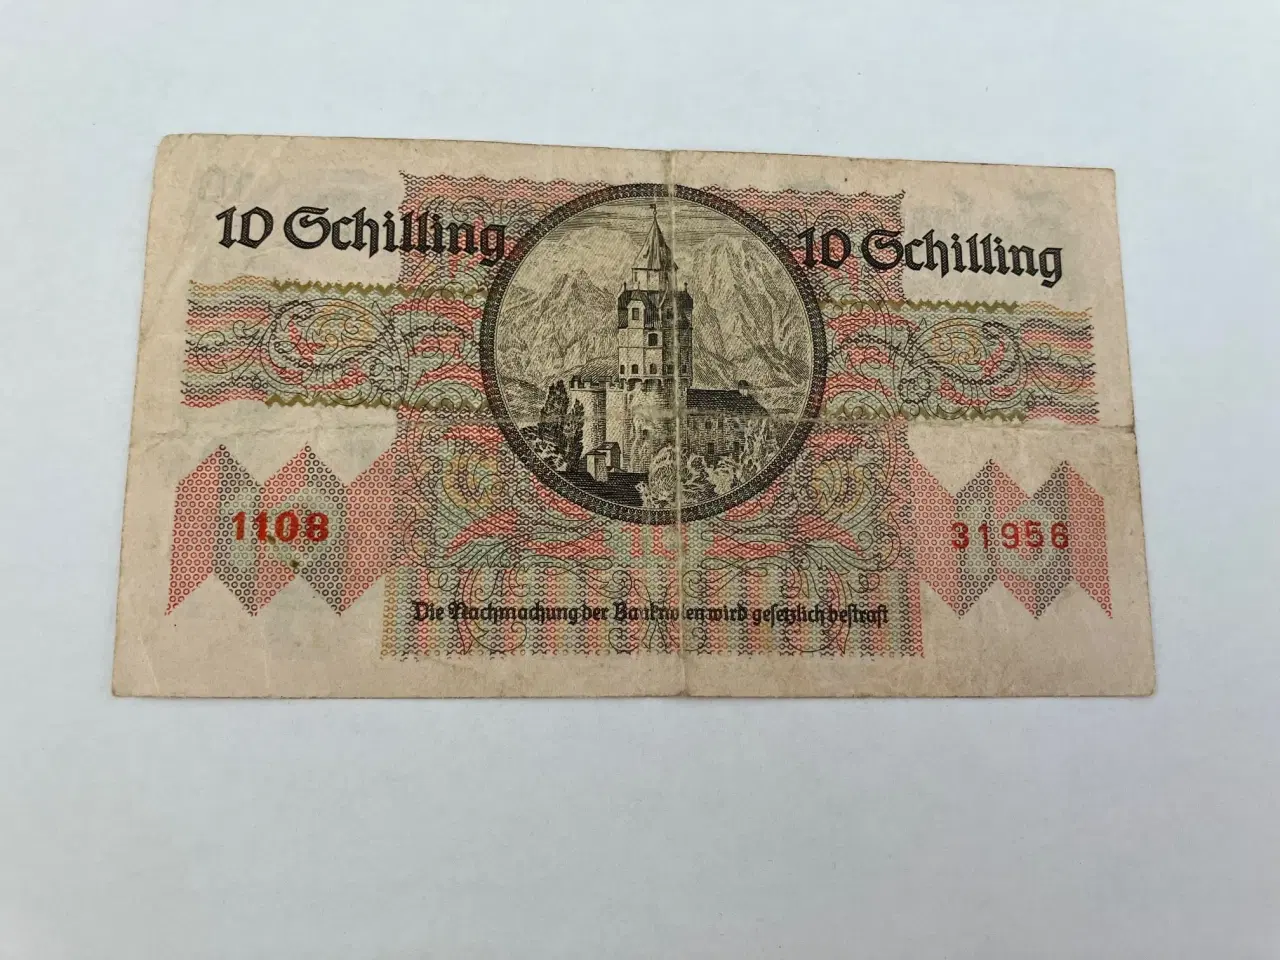 10 Schilling
10 Schilling
1108
31956
Die Nachmachung der Banknoten wird gesetzlich bestraft